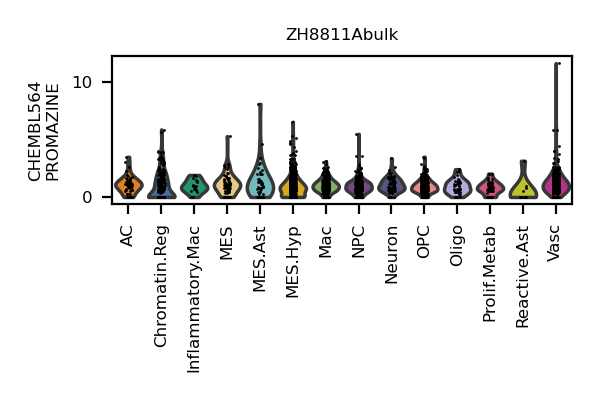 ZH8811Abulk
CHEMBL564
PROMAZINE
10
0
AC
Chromatin.Reg
Inflammatory.Mac
MES
MES.Ast
MES.Hyp
Mac
NPC
Neuron
OPC
Oligo
Prolif.Metab
Reactive.Ast
Vasc